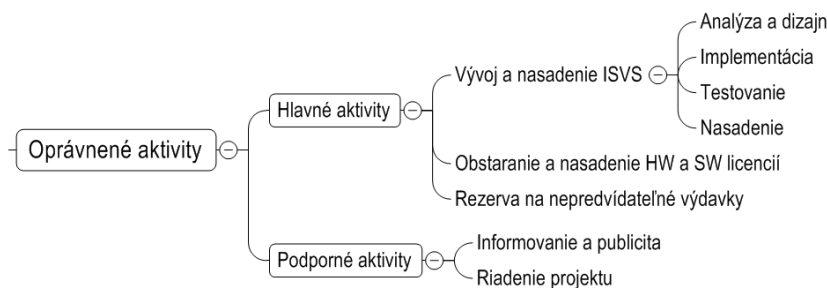 Oprávnené aktivity
Hlavné aktivity
Vývoj a nasadenie ISVS
Analýza a dizajn
Implementácia
Testovanie
Nasadenie
Obstaranie a nasadenie HW a SW licencií
Rezerva na nepredvídateľné výdavky
Podporné aktivity
Informovanie a publicita
Riadenie projektu